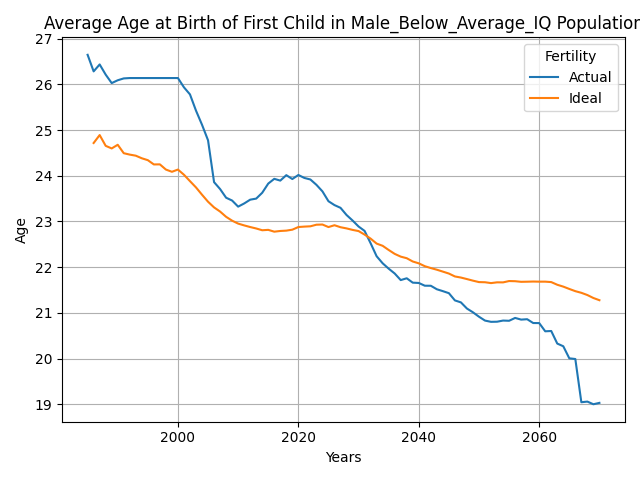 Average Age at Birth of First Child in Male_Below_Average_IQ Population
27
26
25
24
23
22
21
20
19
Age
Fertility
Actual
Ideal
2000 2020 2040 2060
Years